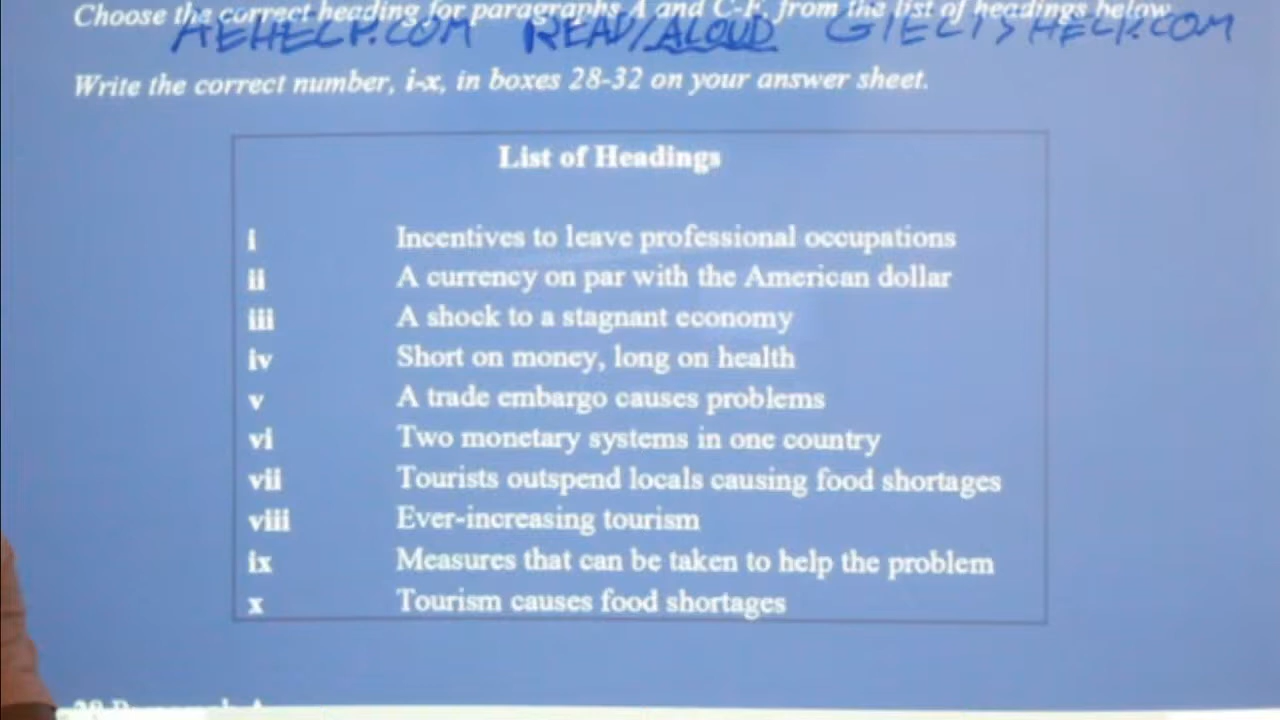 Choose the correct heading for paragraphs A and C-F, from the list of headings below
AEHELP.COM READ/ALOUD GIELTSHELP.COM
Write the correct number, i-x, in boxes 28-32 on your answer sheet.
List of Headings
i Incentives to leave professional occupations
ii A currency on par with the American dollar
iii A shock to a stagnant economy
iv Short on money, long on health
v A trade embargo causes problems
vi Two monetary systems in one country
vii Tourists outspend locals causing food shortages
viii Ever-increasing tourism
ix Measures that can be taken to help the problem
x Tourism causes food shortages
28 Paragraph A